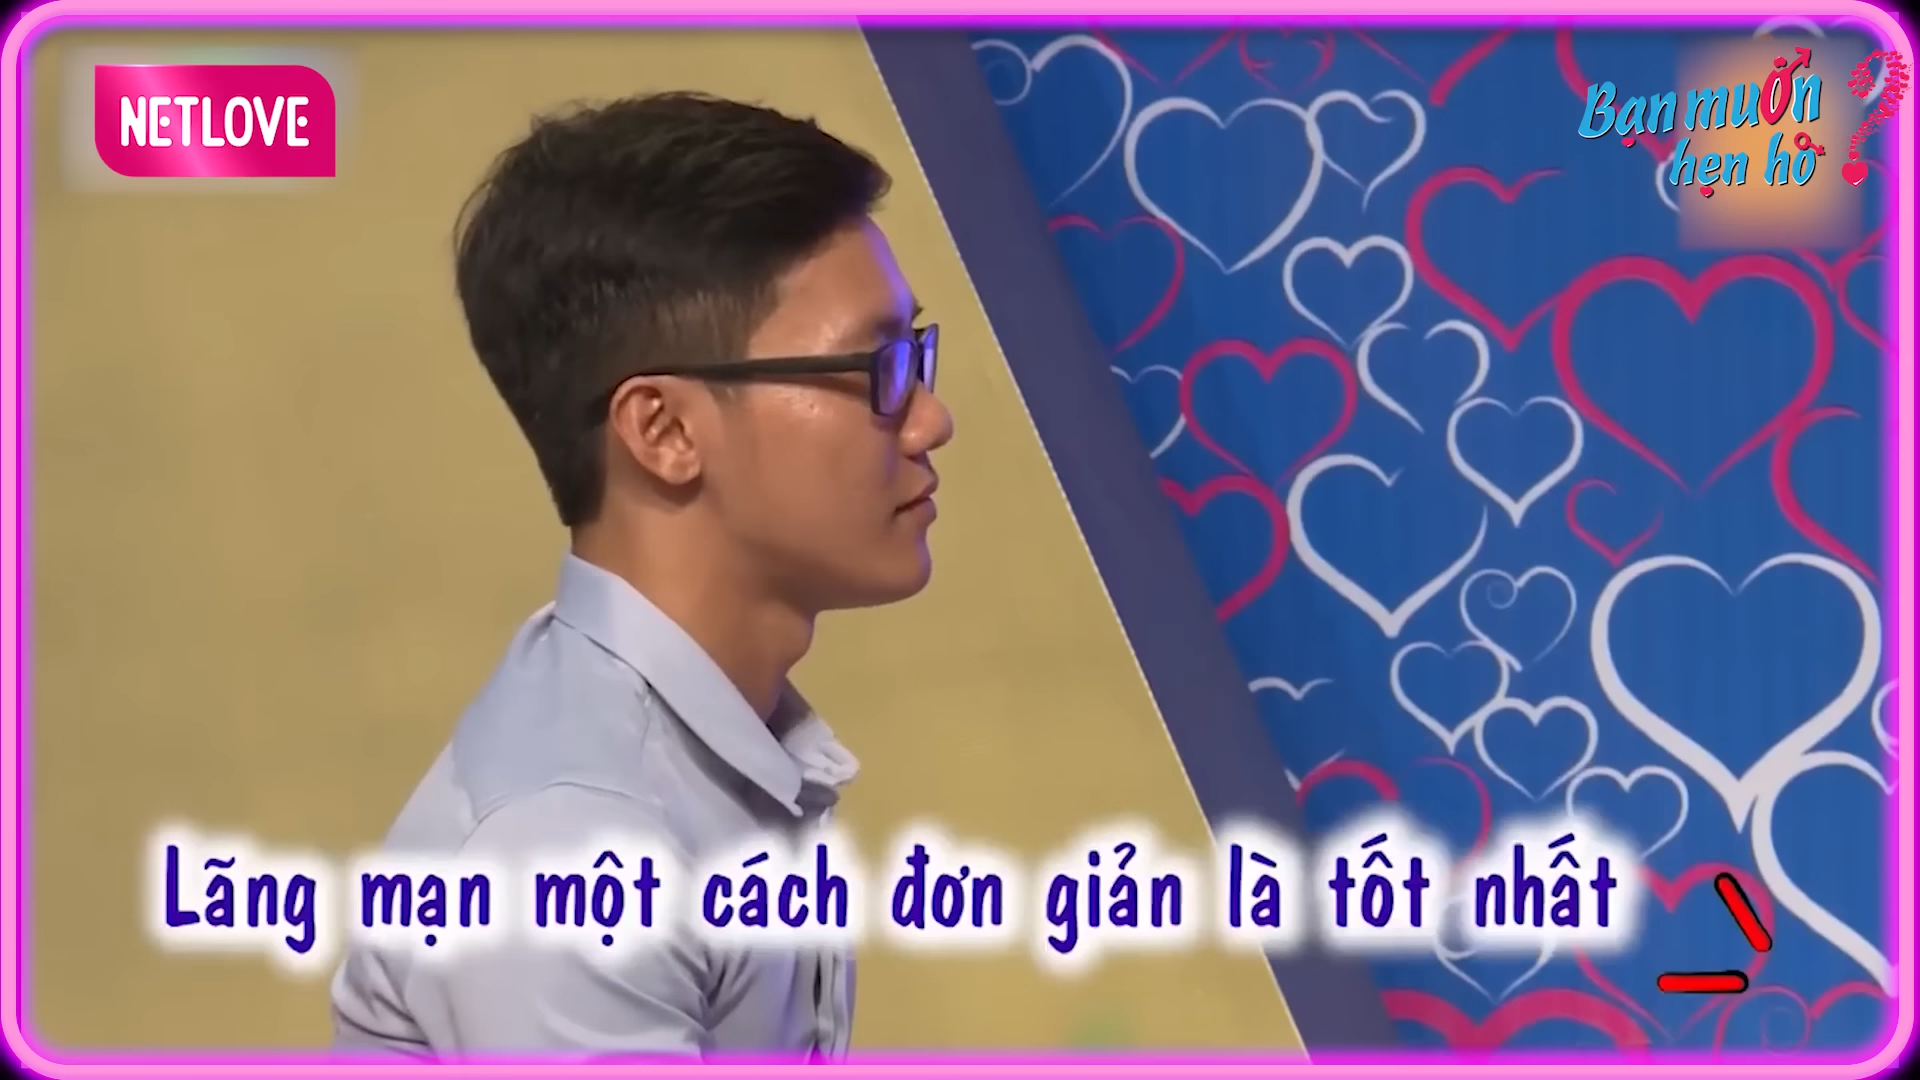 NETLOVE
Bạn muốn
hẹn hò
Lãng mạn một cách đơn giản là tốt nhất